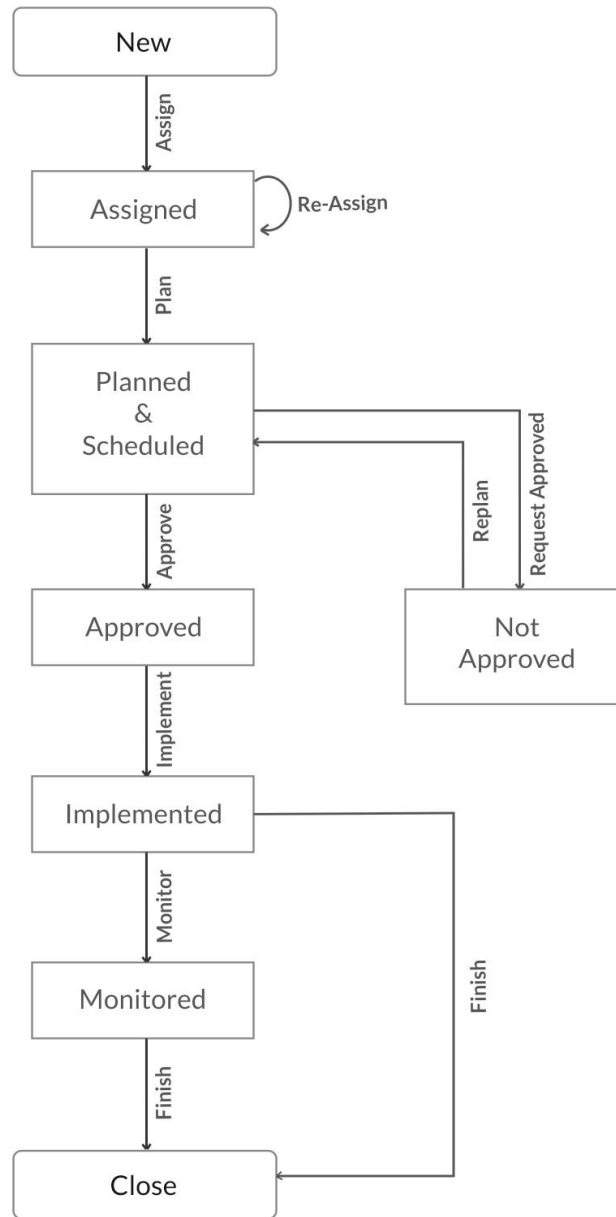 New
Assign
Assigned
Re-Assign
Plan
Planned
&
Scheduled
Request Approved
Replan
Approve
Approved
Not
Approved
Implement
Implemented
Monitor
Finish
Monitored
Finish
Close